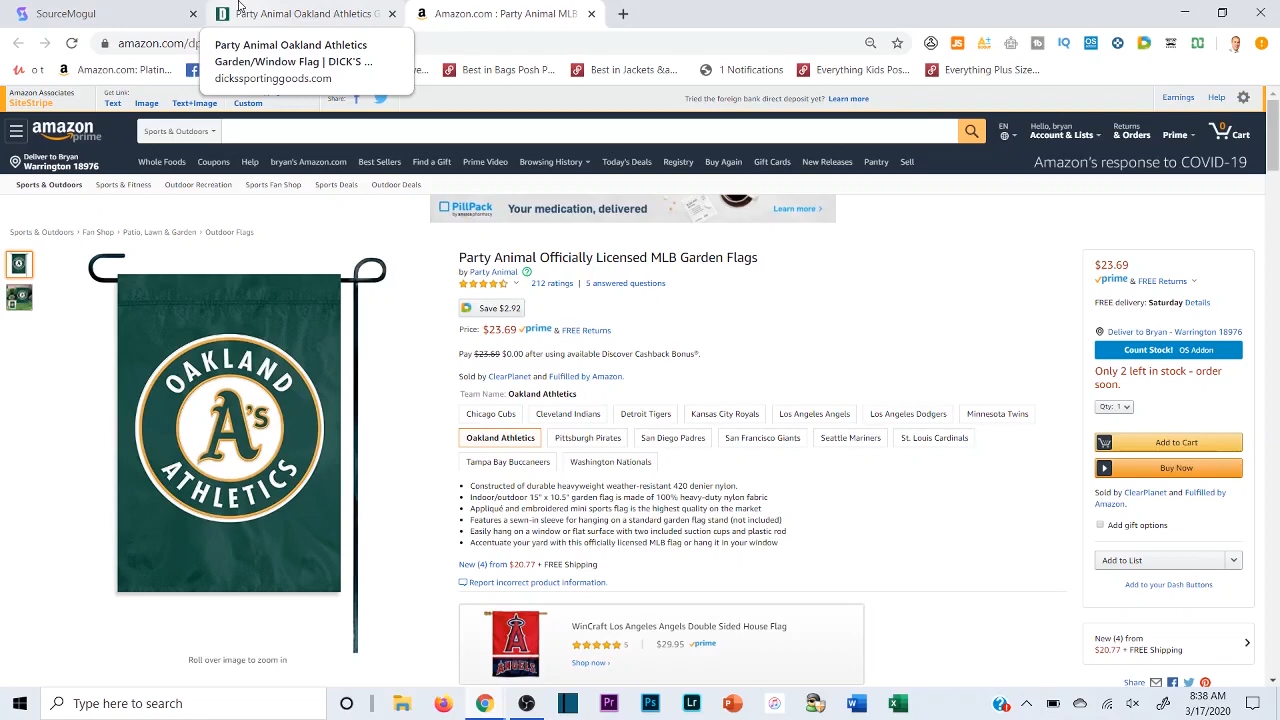 SourceMogul
Party Animal Oakland Athletics G
Amazon.com : Party Animal MLB
amazon.com/dp
Party Animal Oakland Athletics
Garden/Window Flag | DICK'S ...
dickssportinggoods.com
o t
Amazon.com: Platin...
Best in Bags Posh P...
Best in Jackets &a...
1 Notifications
Everything Kids Pos...
Everything Plus Size...
Amazon Associates
SiteStripe
Get Link:
Text
Image
Text+Image
Custom
Share:
Tried the foreign bank direct deposit yet? Learn more
Earnings
Help
amazon
prime
Sports & Outdoors
EN
Hello, bryan
Account & Lists
Returns
& Orders
Prime
0
Cart
Deliver to Bryan
Warrington 18976
Whole Foods
Coupons
Help
bryan's Amazon.com
Best Sellers
Find a Gift
Prime Video
Browsing History
Today's Deals
Registry
Buy Again
Gift Cards
New Releases
Pantry
Sell
Amazon's response to COVID-19
Sports & Outdoors
Sports & Fitness
Outdoor Recreation
Sports Fan Shop
Sports Deals
Outdoor Deals
PillPack
by amazon pharmacy
Your medication, delivered
Learn more >
Sports & Outdoors › Fan Shop › Patio, Lawn & Garden › Outdoor Flags
OAKLAND
A's
ATHLETICS
Roll over image to zoom in
Party Animal Officially Licensed MLB Garden Flags
by Party Animal
212 ratings | 5 answered questions
Save $2.92
Price: $23.69 prime & FREE Returns
Pay $23.69 $0.00 after using available Discover Cashback Bonus®.
Sold by ClearPlanet and Fulfilled by Amazon.
Team Name: Oakland Athletics
Chicago Cubs
Cleveland Indians
Detroit Tigers
Kansas City Royals
Los Angeles Angels
Los Angeles Dodgers
Minnesota Twins
Oakland Athletics
Pittsburgh Pirates
San Diego Padres
San Francisco Giants
Seattle Mariners
St. Louis Cardinals
Tampa Bay Buccaneers
Washington Nationals
• Constructed of durable heavyweight weather-resistant 420 denier nylon.
• Indoor/outdoor 15" x 10.5" garden flag is made of 100% heavy-duty nylon fabric
• Appliqué and embroidered mini sports flag is the highest quality on the market
• Features a sewn-in sleeve for hanging on a standard garden flag stand (not included)
• Easily hang on a window or flat surface with two included suction cups and plastic rod
• Accentuate your yard with this officially licensed MLB flag or hang it in your window
New (4) from $20.77 + FREE Shipping
Report incorrect product information.
ANGELS
WinCraft Los Angeles Angels Double Sided House Flag
5 | $29.95 prime
Shop now ›
$23.69
prime & FREE Returns
FREE delivery: Saturday Details
Deliver to Bryan - Warrington 18976
Count Stock! OS Addon
Only 2 left in stock - order
soon.
Qty: 1
Add to Cart
Buy Now
Sold by ClearPlanet and Fulfilled by
Amazon.
Add gift options
Add to List
Add to your Dash Buttons
New (4) from
$20.77 + FREE Shipping
Share
Type here to search
8:38 AM
3/17/2020